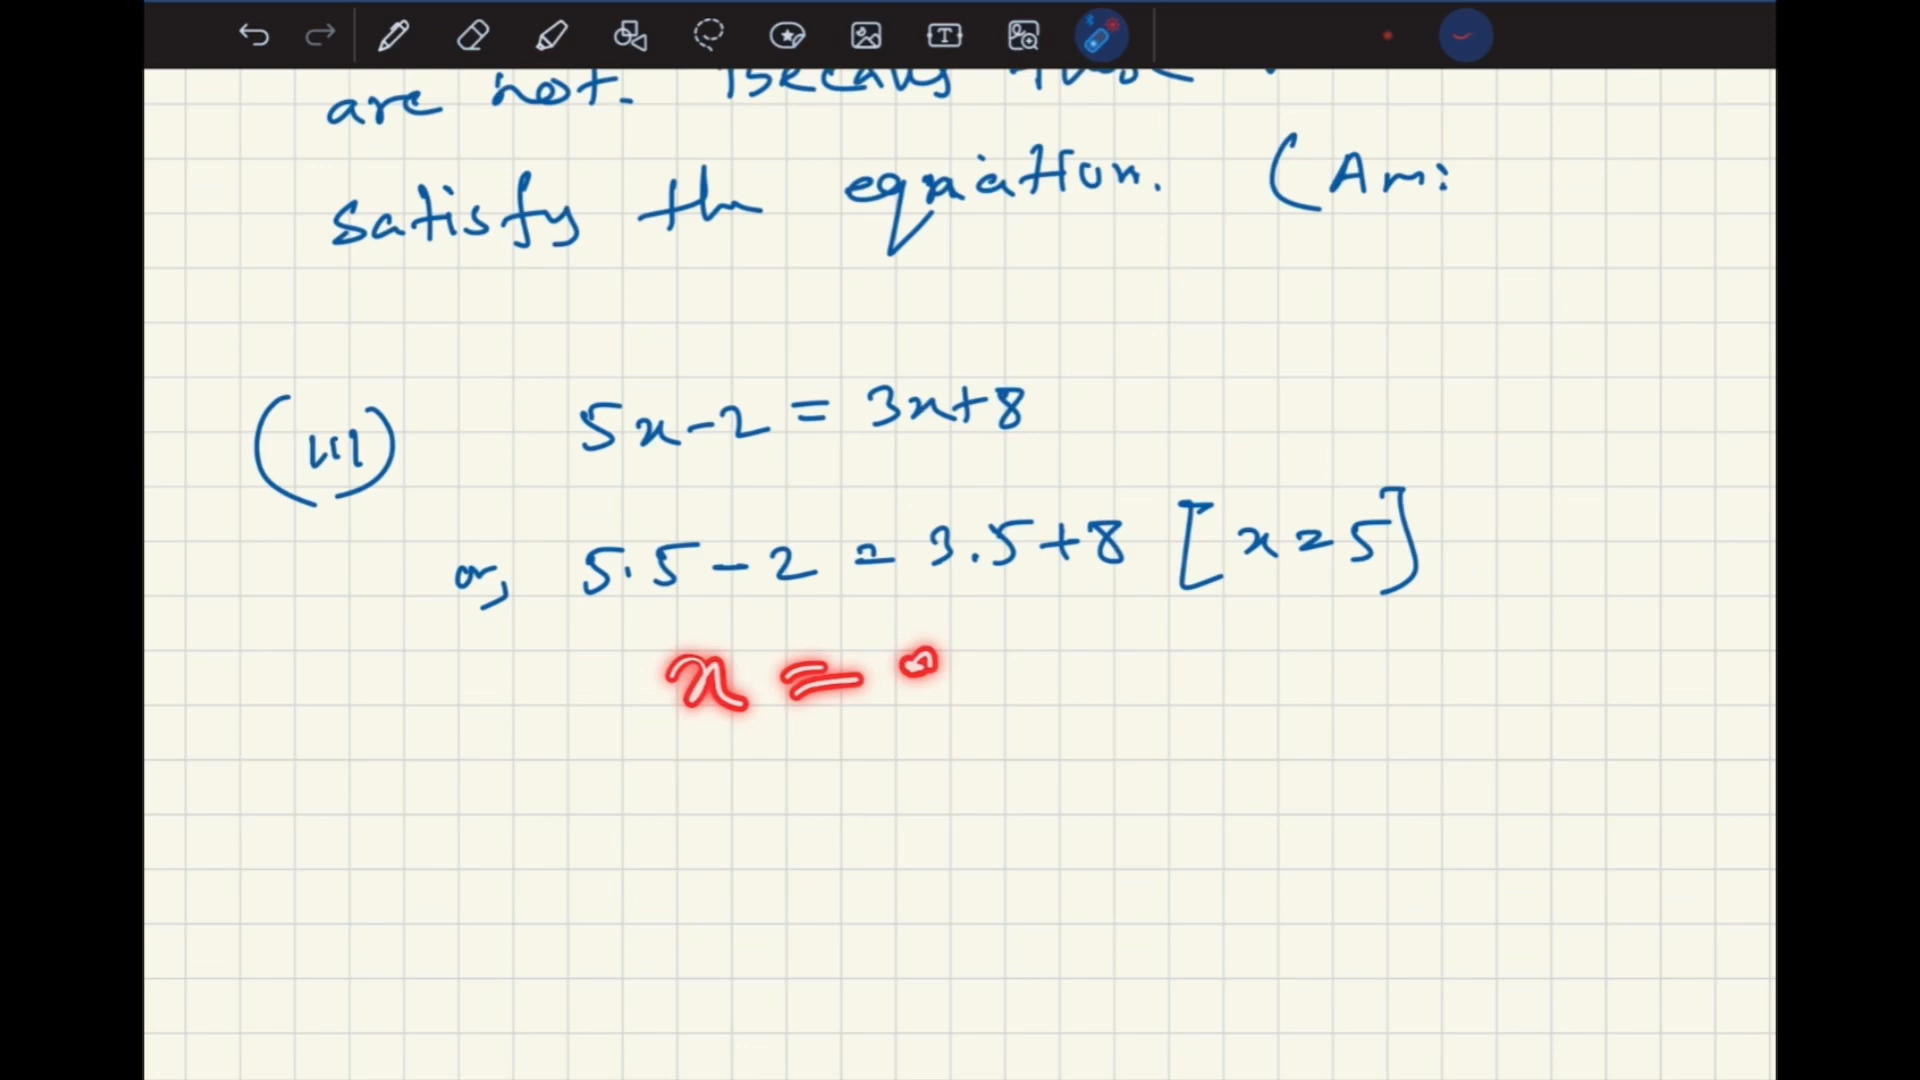 are not.
satisfy the equation. (Ans:
(iii) 5x-2 = 3x+8
or, 5.5-2 = 3.5+8 [x=5]
x =